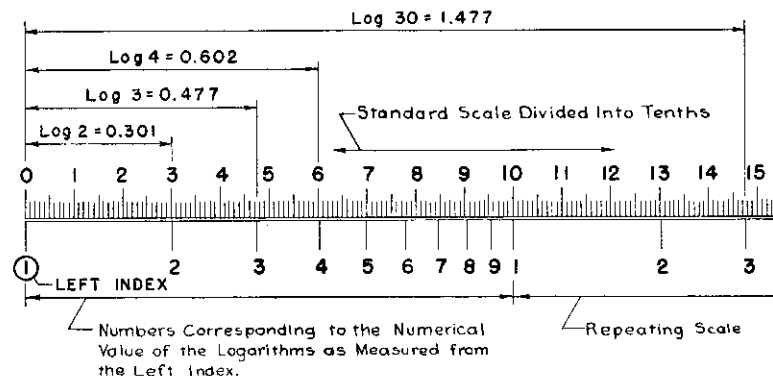 Log 30 = 1.477
Log 4 = 0.602
Log 3 = 0.477
Standard Scale Divided Into Tenths
Log 2 = 0.301
0 1 2 3 4 5 6 7 8 9 10 11 12 13 14 15
1 2 3 4 5 6 7 8 9 1 2 3
LEFT INDEX
Numbers Corresponding to the Numerical
Value of the Logarithms as Measured from
the Left Index.
Repeating Scale